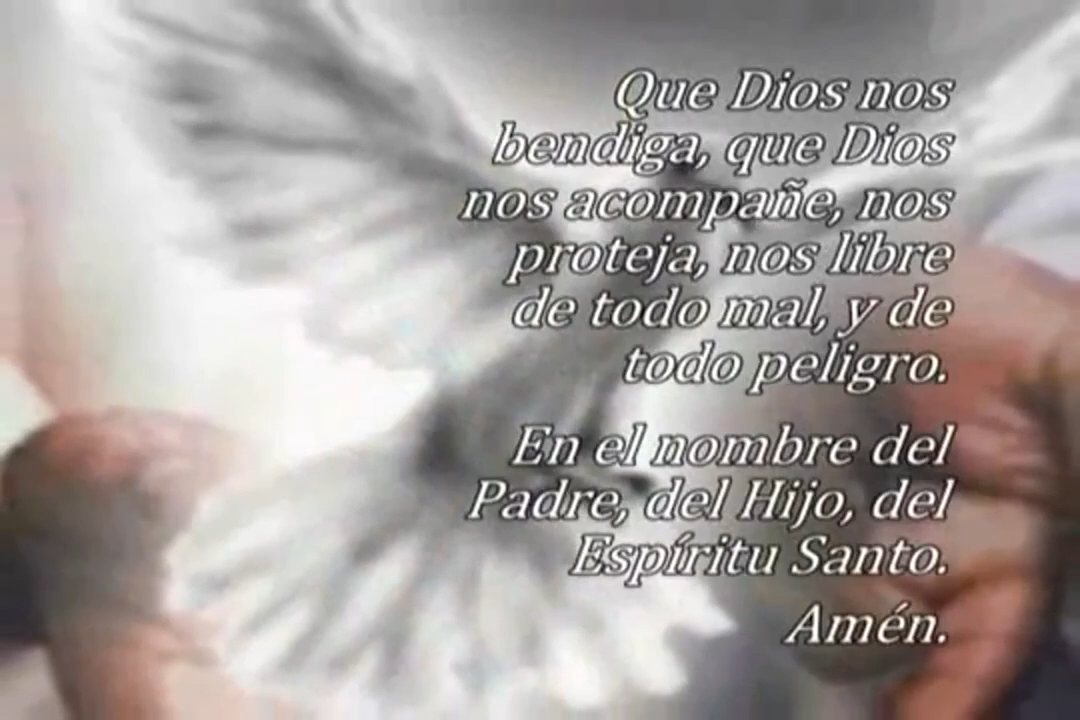 Que Dios nos
bendiga, que Dios
nos acompañe, nos
proteja, nos libre
de todo mal, y de
todo peligro.
En el nombre del
Padre, del Hijo, del
Espíritu Santo.
Amén.